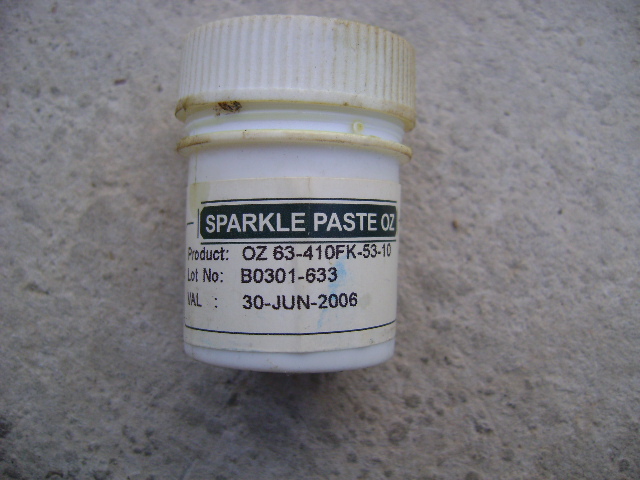 SPARKLE PASTE OZ
Product: OZ 63-410FK-53-10
Lot No: B0301-633
VAL : 30-JUN-2006